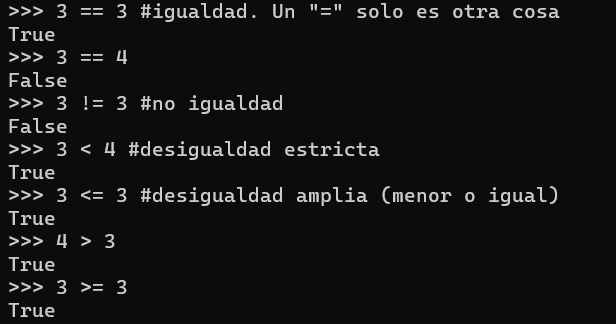 >>> 3 == 3 #igualdad. Un "=" solo es otra cosa
True
>>> 3 == 4
False
>>> 3 != 3 #no igualdad
False
>>> 3 < 4 #desigualdad estricta
True
>>> 3 <= 3 #desigualdad amplia (menor o igual)
True
>>> 4 > 3
True
>>> 3 >= 3
True